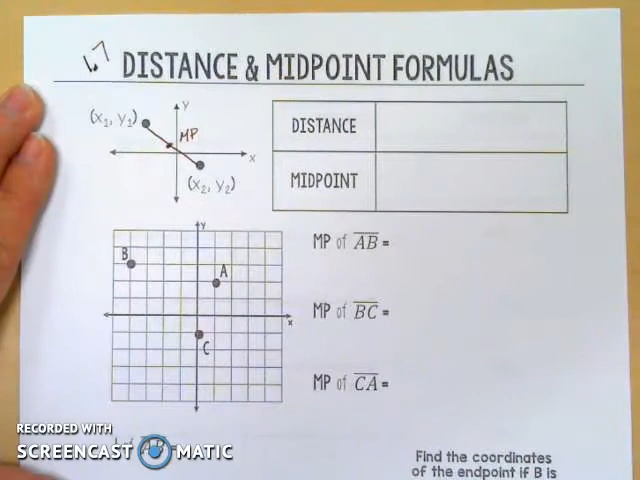 1.7
DISTANCE & MIDPOINT FORMULAS
(x₁, y₁)
y
MP
x
(x₂, y₂)
DISTANCE
MIDPOINT
y
B
A
x
C
MP of AB =
MP of BC =
MP of CA =
RECORDED WITH
SCREENCAST MATIC
Find the coordinates
of the endpoint if B is